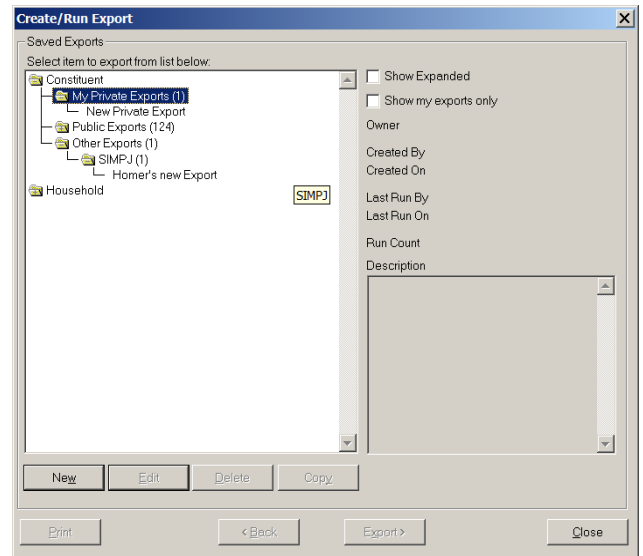 Create/Run Export
Saved Exports
Select item to export from list below:
Constituent
My Private Exports (1)
New Private Export
Public Exports (124)
Other Exports (1)
SIMPJ (1)
Homer's new Export
Household
SIMPJ
Show Expanded
Show my exports only
Owner
Created By
Created On
Last Run By
Last Run On
Run Count
Description
New
Edit
Delete
Copy
Print
< Back
Export >
Close